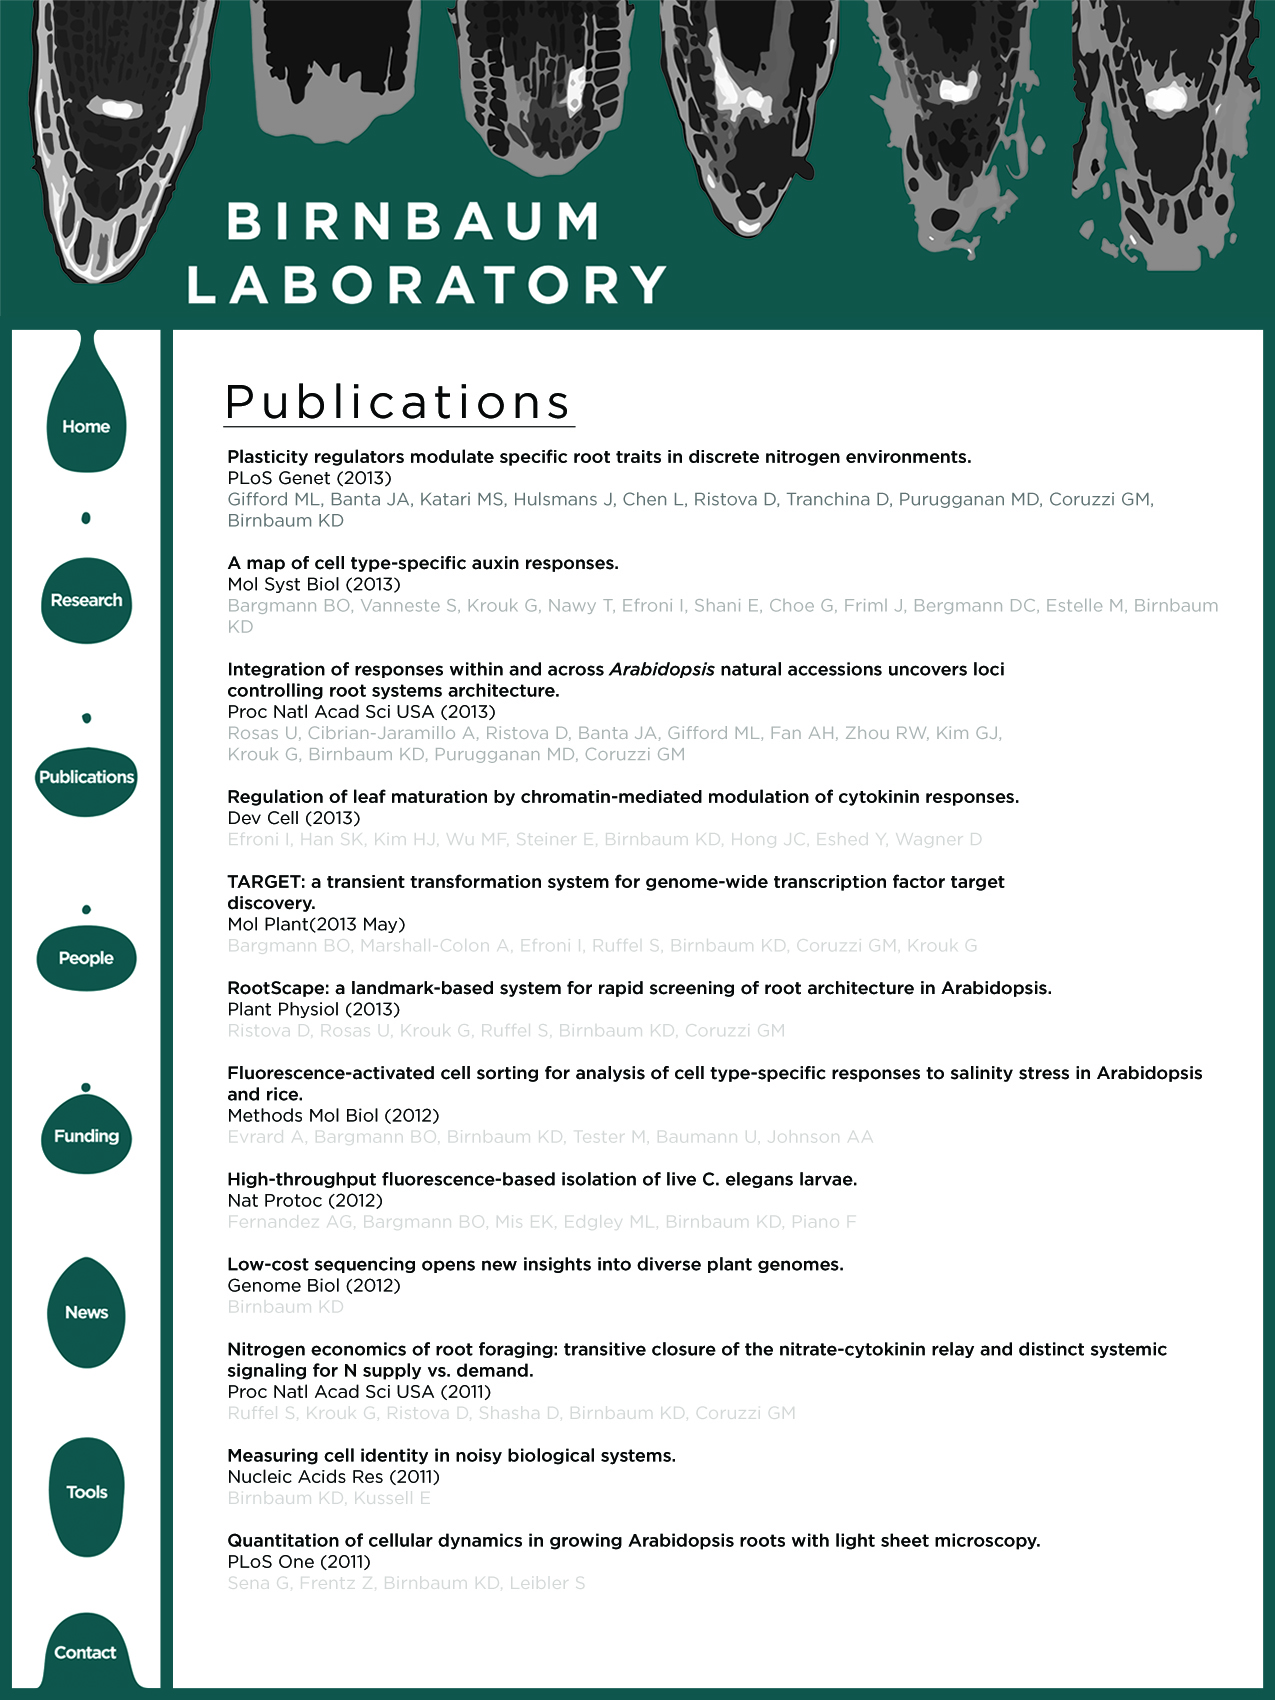 BIRNBAUM
LABORATORY
Home
Research
Publications
People
Funding
News
Tools
Contact
Publications
Plasticity regulators modulate specific root traits in discrete nitrogen environments.
PLoS Genet (2013)
Gifford ML, Banta JA, Katari MS, Hulsmans J, Chen L, Ristova D, Tranchina D, Purugganan MD, Coruzzi GM,
Birnbaum KD
A map of cell type-specific auxin responses.
Mol Syst Biol (2013)
Bargmann BO, Vanneste S, Krouk G, Nawy T, Efroni I, Shani E, Choe G, Friml J, Bergmann DC, Estelle M, Birnbaum
KD
Integration of responses within and across Arabidopsis natural accessions uncovers loci
controlling root systems architecture.
Proc Natl Acad Sci USA (2013)
Rosas U, Cibrian-Jaramillo A, Ristova D, Banta JA, Gifford ML, Fan AH, Zhou RW, Kim GJ,
Krouk G, Birnbaum KD, Purugganan MD, Coruzzi GM
Regulation of leaf maturation by chromatin-mediated modulation of cytokinin responses.
Dev Cell (2013)
Efroni I, Han SK, Kim HJ, Wu MF, Steiner E, Birnbaum KD, Hong JC, Eshed Y, Wagner D
TARGET: a transient transformation system for genome-wide transcription factor target
discovery.
Mol Plant(2013 May)
Bargmann BO, Marshall-Colon A, Efroni I, Ruffel S, Birnbaum KD, Coruzzi GM, Krouk G
RootScape: a landmark-based system for rapid screening of root architecture in Arabidopsis.
Plant Physiol (2013)
Ristova D, Rosas U, Krouk G, Ruffel S, Birnbaum KD, Coruzzi GM
Fluorescence-activated cell sorting for analysis of cell type-specific responses to salinity stress in Arabidopsis
and rice.
Methods Mol Biol (2012)
Evrard A, Bargmann BO, Birnbaum KD, Tester M, Baumann U, Johnson AA
High-throughput fluorescence-based isolation of live C. elegans larvae.
Nat Protoc (2012)
Fernandez AG, Bargmann BO, Mis EK, Edgley ML, Birnbaum KD, Piano F
Low-cost sequencing opens new insights into diverse plant genomes.
Genome Biol (2012)
Birnbaum KD
Nitrogen economics of root foraging: transitive closure of the nitrate-cytokinin relay and distinct systemic
signaling for N supply vs. demand.
Proc Natl Acad Sci USA (2011)
Ruffel S, Krouk G, Ristova D, Shasha D, Birnbaum KD, Coruzzi GM
Measuring cell identity in noisy biological systems.
Nucleic Acids Res (2011)
Birnbaum KD, Kussell E
Quantitation of cellular dynamics in growing Arabidopsis roots with light sheet microscopy.
PLoS One (2011)
Sena G, Frentz Z, Birnbaum KD, Leibler S